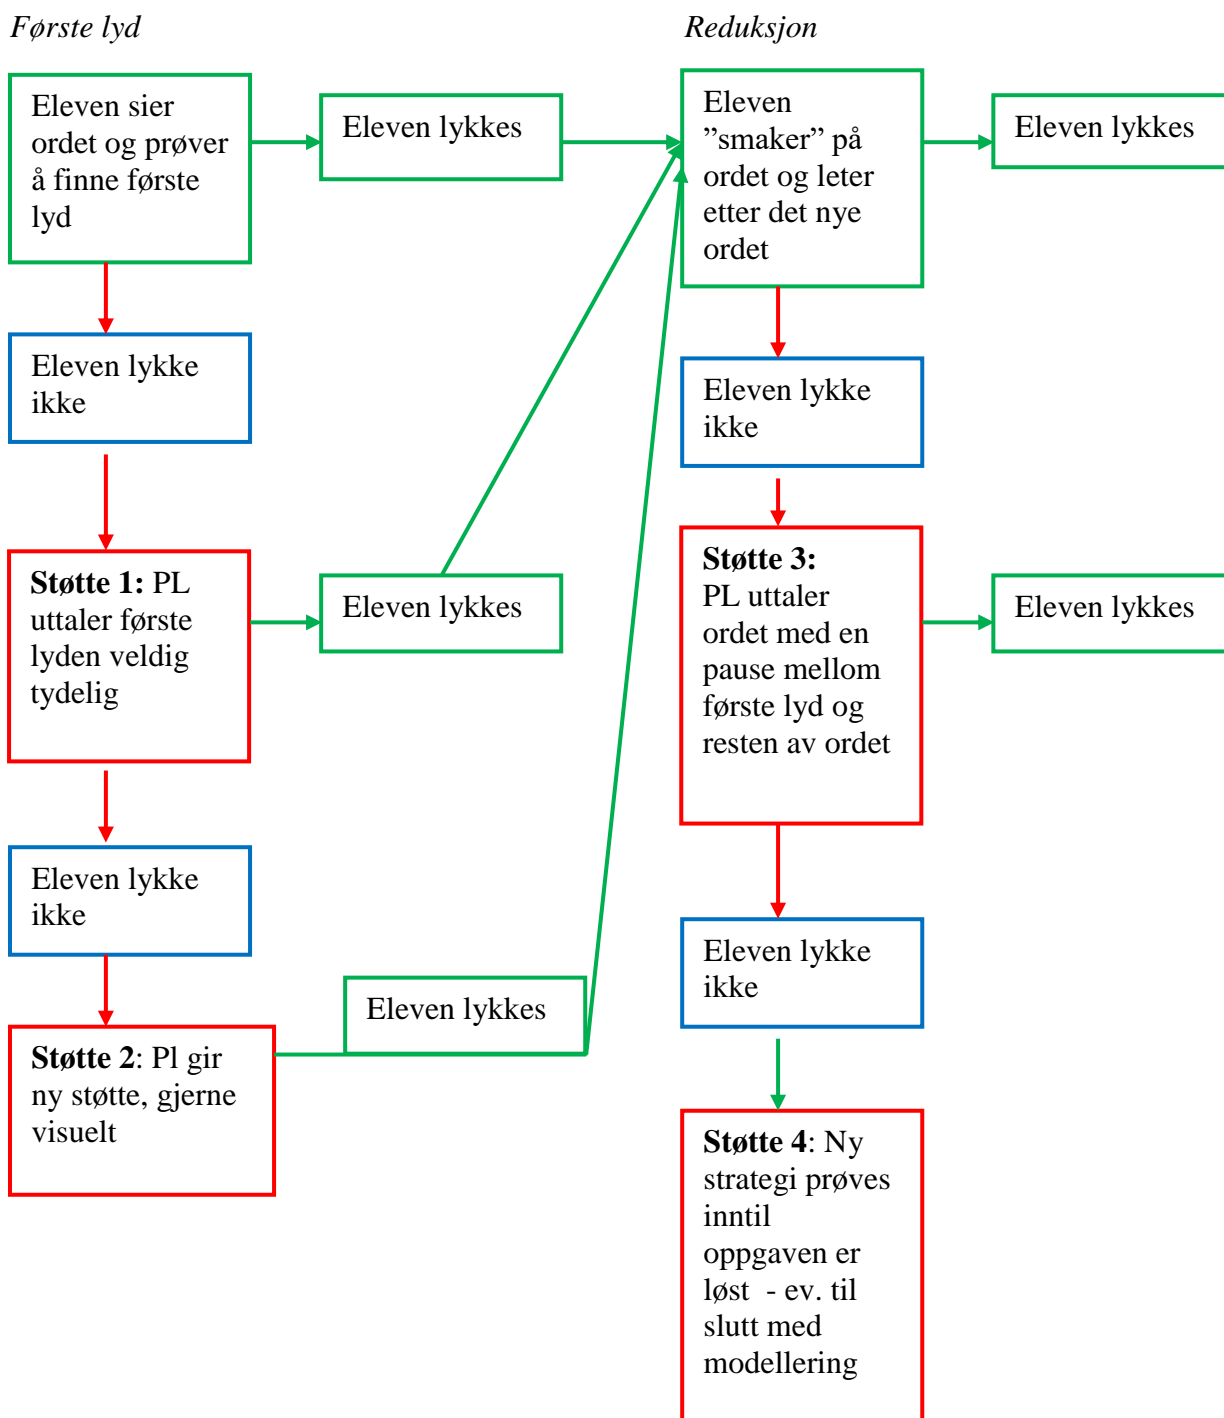 Første lyd
Eleven sier
ordet og prøver
å finne første
lyd
Eleven lykkes
Eleven lykke
ikke
Støtte 1: PL
uttaler første
lyden veldig
tydelig
Eleven lykkes
Eleven lykke
ikke
Støtte 2: Pl gir
ny støtte, gjerne
visuelt
Eleven lykkes
Reduksjon
Eleven
”smaker” på
ordet og leter
etter det nye
ordet
Eleven lykkes
Eleven lykke
ikke
Støtte 3:
PL uttaler
ordet med en
pause mellom
første lyd og
resten av ordet
Eleven lykkes
Eleven lykke
ikke
Støtte 4: Ny
strategi prøves
inntil
oppgaven er
løst  - ev. til
slutt med
modellering